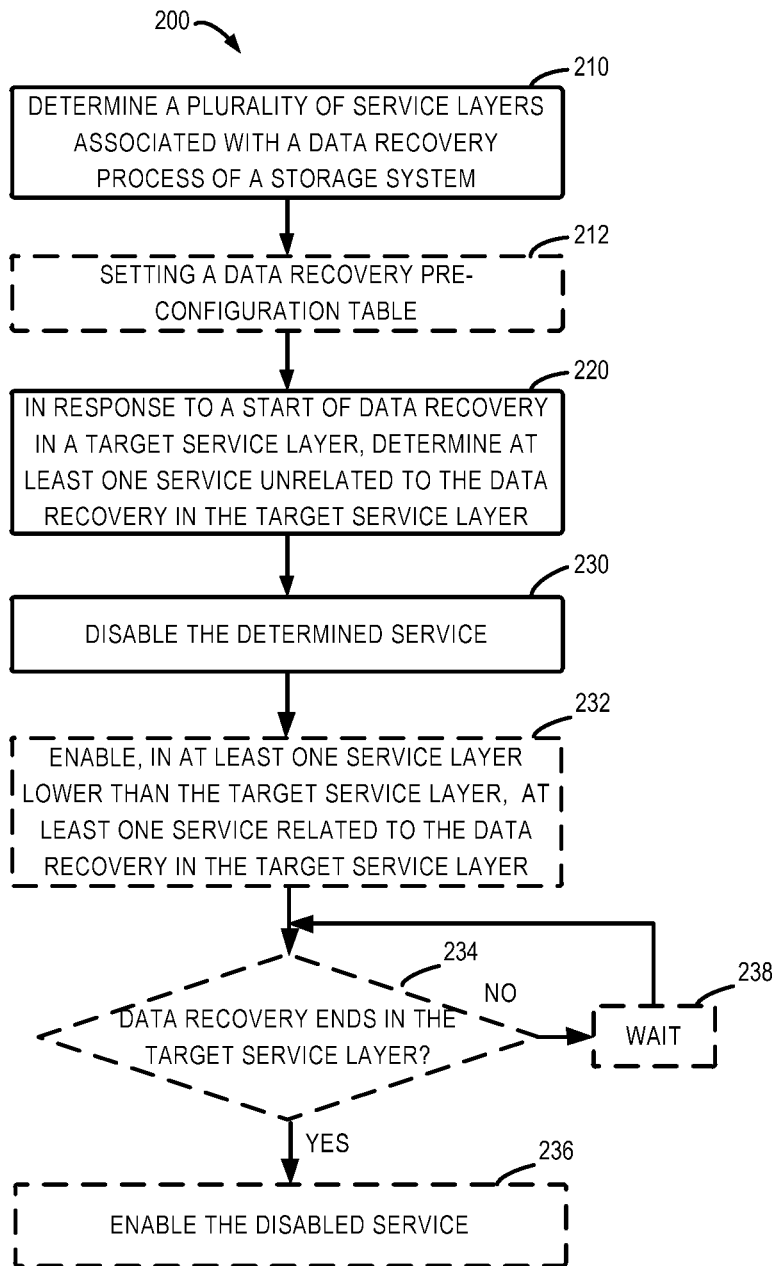 200
210
DETERMINE A PLURALITY OF SERVICE LAYERS
ASSOCIATED WITH A DATA RECOVERY
PROCESS OF A STORAGE SYSTEM
212
SETTING A DATA RECOVERY PRE-
CONFIGURATION TABLE
220
IN RESPONSE TO A START OF DATA RECOVERY
IN A TARGET SERVICE LAYER, DETERMINE AT
LEAST ONE SERVICE UNRELATED TO THE DATA
RECOVERY IN THE TARGET SERVICE LAYER
230
DISABLE THE DETERMINED SERVICE
232
ENABLE, IN AT LEAST ONE SERVICE LAYER
LOWER THAN THE TARGET SERVICE LAYER, AT
LEAST ONE SERVICE RELATED TO THE DATA
RECOVERY IN THE TARGET SERVICE LAYER
234
DATA RECOVERY ENDS IN THE
TARGET SERVICE LAYER?
NO
238
WAIT
YES
236
ENABLE THE DISABLED SERVICE